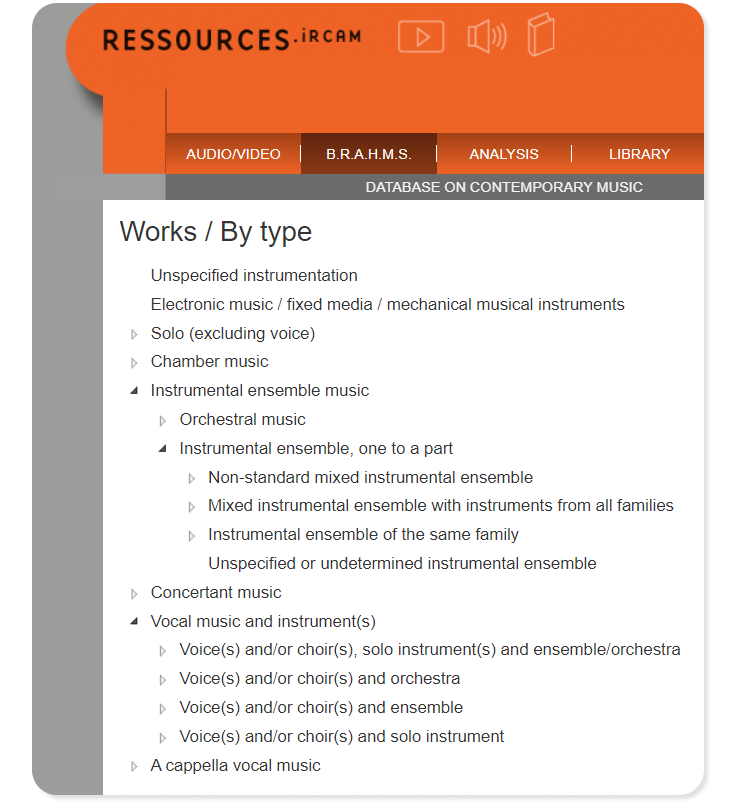 RESSOURCES.iRCAM
AUDIO/VIDEO
B.R.A.H.M.S.
ANALYSIS
LIBRARY
DATABASE ON CONTEMPORARY MUSIC
Works / By type
Unspecified instrumentation
Electronic music / fixed media / mechanical musical instruments
Solo (excluding voice)
Chamber music
Instrumental ensemble music
Orchestral music
Instrumental ensemble, one to a part
Non-standard mixed instrumental ensemble
Mixed instrumental ensemble with instruments from all families
Instrumental ensemble of the same family
Unspecified or undetermined instrumental ensemble
Concertant music
Vocal music and instrument(s)
Voice(s) and/or choir(s), solo instrument(s) and ensemble/orchestra
Voice(s) and/or choir(s) and orchestra
Voice(s) and/or choir(s) and ensemble
Voice(s) and/or choir(s) and solo instrument
A cappella vocal music